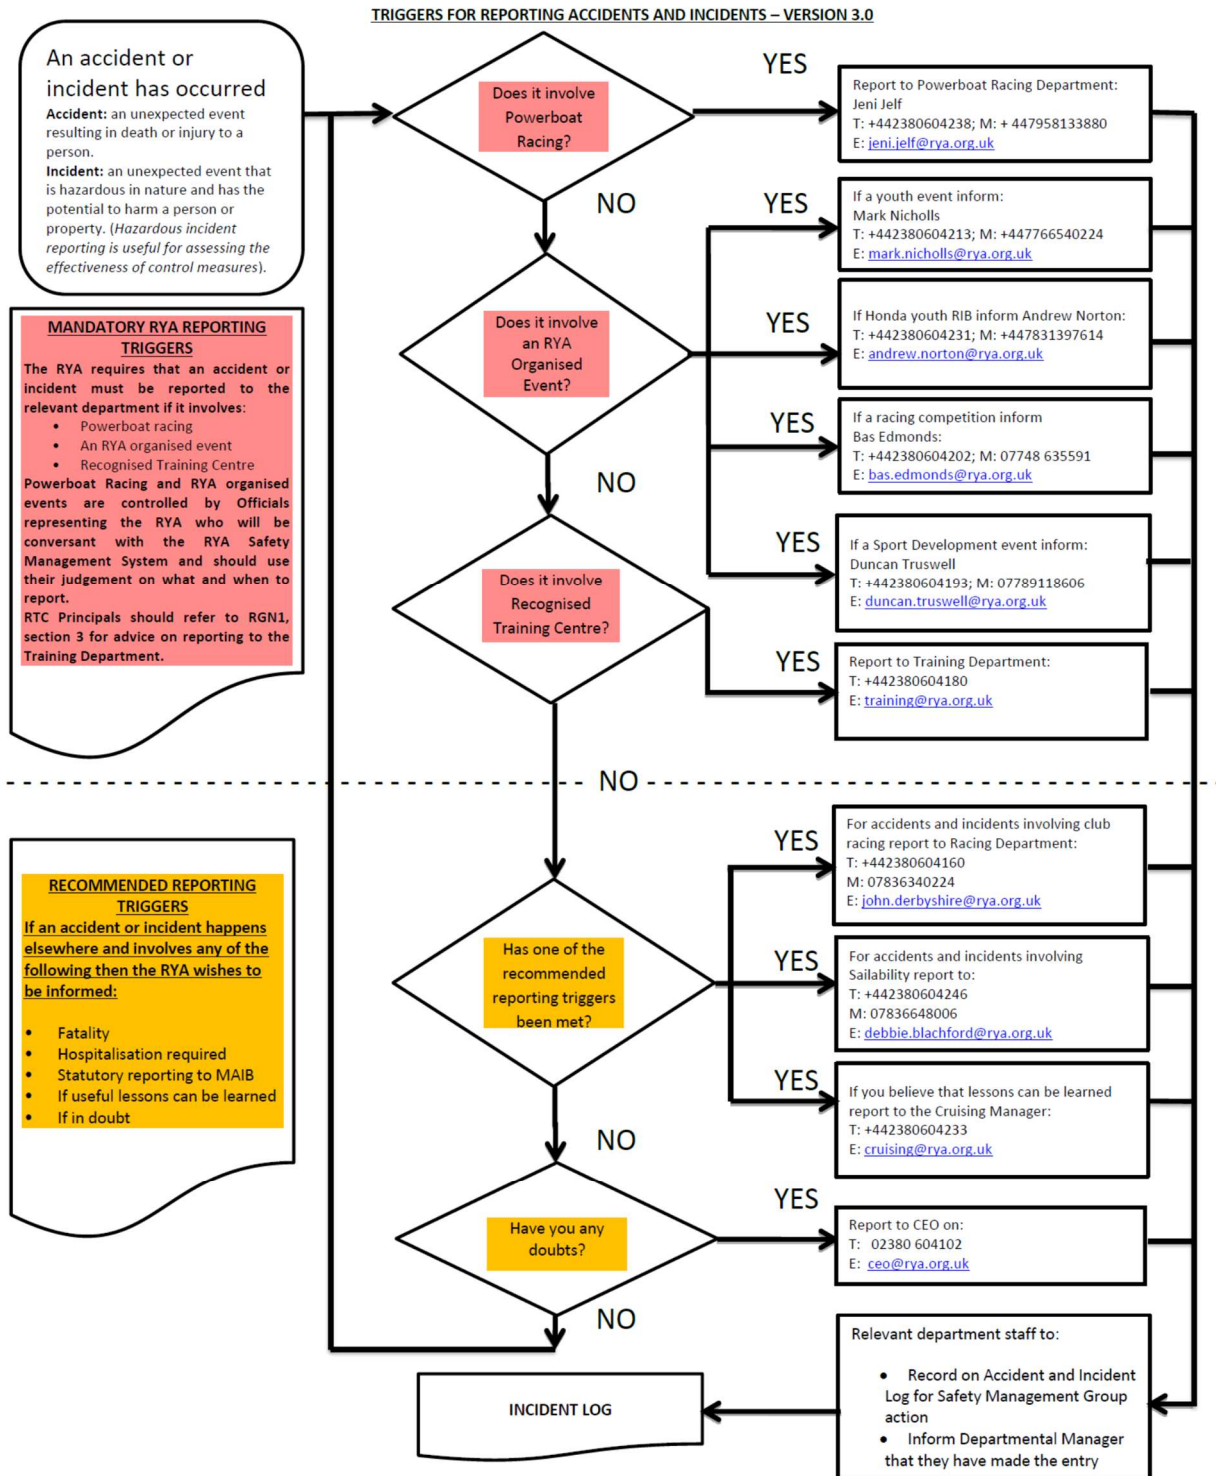 TRIGGERS FOR REPORTING ACCIDENTS AND INCIDENTS – VERSION 3.0
An accident or
incident has occurred
Accident: an unexpected event
resulting in death or injury to a
person.
Incident: an unexpected event that
is hazardous in nature and has the
potential to harm a person or
property. (Hazardous incident
reporting is useful for assessing the
effectiveness of control measures).
Does it involve
Powerboat
Racing?
YES
Report to Powerboat Racing Department:
Jeni Jelf
T: +442380604238; M: + 447958133880
E: jeni.jelf@rya.org.uk
NO
YES
If a youth event inform:
Mark Nicholls
T: +442380604213; M: +447766540224
E: mark.nicholls@rya.org.uk
MANDATORY RYA REPORTING
TRIGGERS
The RYA requires that an accident or
incident must be reported to the
relevant department if it involves:
• Powerboat racing
• An RYA organised event
• Recognised Training Centre
Powerboat Racing and RYA organised
events are controlled by Officials
representing the RYA who will be
conversant with the RYA Safety
Management System and should use
their judgement on what and when to
report.
RTC Principals should refer to RGN1,
section 3 for advice on reporting to the
Training Department.
Does it involve
an RYA
Organised
Event?
YES
If Honda youth RIB inform Andrew Norton:
T: +442380604231; M: +447831397614
E: andrew.norton@rya.org.uk
YES
If a racing competition inform
Bas Edmonds:
T: +442380604202; M: 07748 635591
E: bas.edmonds@rya.org.uk
NO
YES
If a Sport Development event inform:
Duncan Truswell
T: +442380604193; M: 07789118606
E: duncan.truswell@rya.org.uk
Does it involve
Recognised
Training Centre?
YES
Report to Training Department:
T: +442380604180
E: training@rya.org.uk
NO
RECOMMENDED REPORTING
TRIGGERS
If an accident or incident happens
elsewhere and involves any of the
following then the RYA wishes to
be informed:
• Fatality
• Hospitalisation required
• Statutory reporting to MAIB
• If useful lessons can be learned
• If in doubt
Has one of the
recommended
reporting triggers
been met?
YES
For accidents and incidents involving club
racing report to Racing Department:
T: +442380604160
M: 07836340224
E: john.derbyshire@rya.org.uk
YES
For accidents and incidents involving
Sailability report to:
T: +442380604246
M: 07836648006
E: debbie.blachford@rya.org.uk
YES
If you believe that lessons can be learned
report to the Cruising Manager:
T: +442380604233
E: cruising@rya.org.uk
NO
Have you any
doubts?
YES
Report to CEO on:
T: 02380 604102
E: ceo@rya.org.uk
NO
Relevant department staff to:
• Record on Accident and Incident
Log for Safety Management Group
action
• Inform Departmental Manager
that they have made the entry
INCIDENT LOG